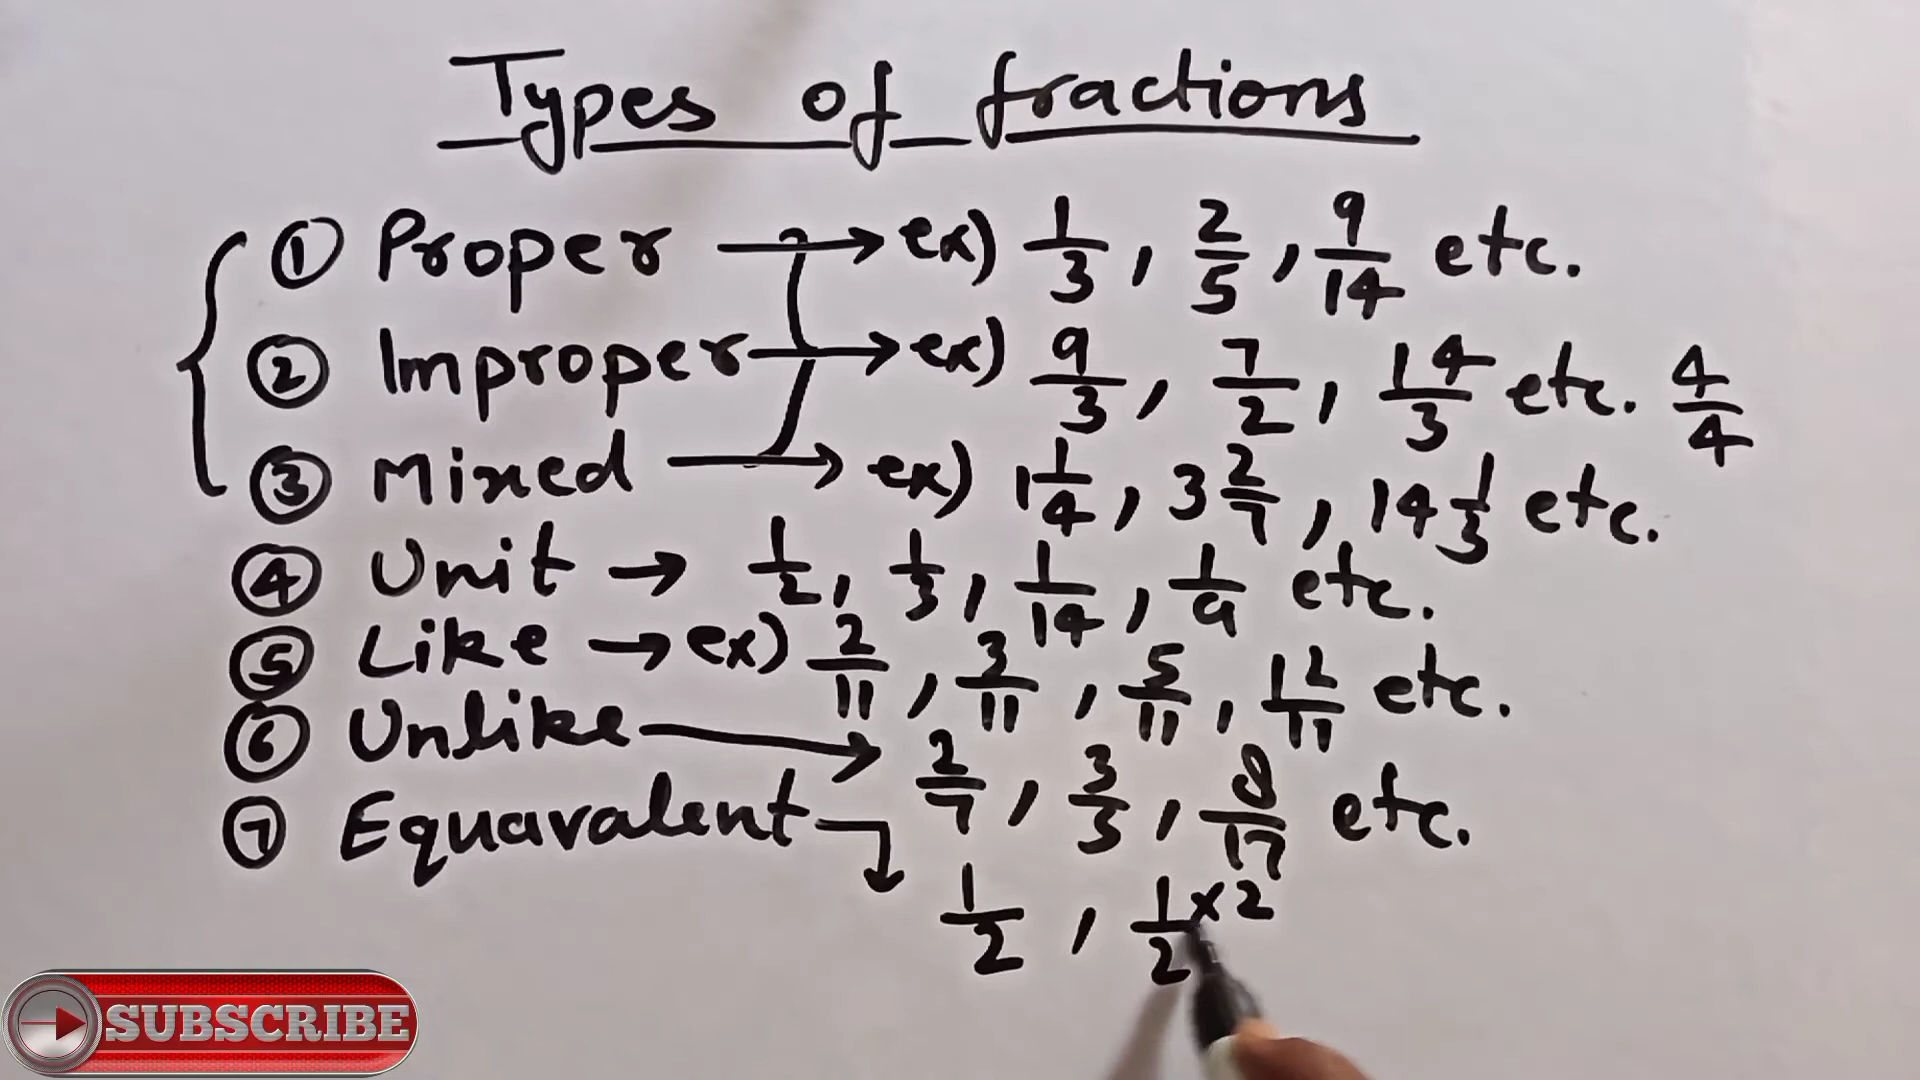 Types of fractions
① Proper → ex) 1/3, 2/5, 9/14 etc.
② Improper → ex) 9/3, 7/2, 14/3 etc. 4/4
③ Mixed → ex) 1 1/4, 3 2/7, 14 1/3 etc.
④ Unit → 1/2, 1/3, 1/14, 1/9 etc.
⑤ Like → ex) 2/11, 3/11, 5/11, 12/11 etc.
⑥ Unlike → 2/7, 3/5, 8/17 etc.
⑦ Equavalent
1/2, 1×2/2
SUBSCRIBE